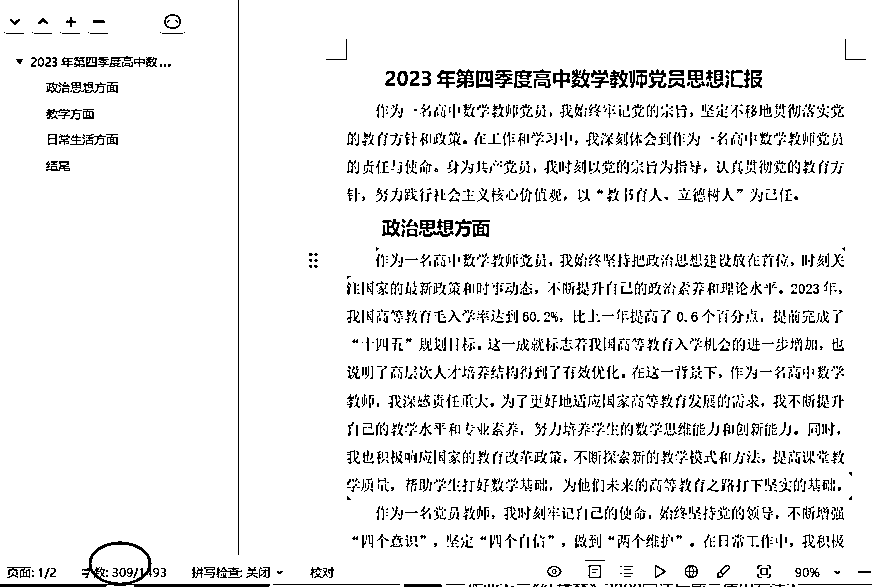 2023 年第四季度高中数...
政治思想方面
教学方面
日常生活方面
结尾
2023 年第四季度高中数学教师党员思想汇报
作为一名高中数学教师党员，我始终牢记党的宗旨，坚定不移地贯彻落实党
的教育方针和政策。在工作和学习中，我深刻体会到作为一名高中数学教师党员
的责任与使命。身为共产党员，我时刻以党的宗旨为指导，认真贯彻党的教育方
针，努力践行社会主义核心价值观，以“教书育人、立德树人”为己任。
政治思想方面
作为一名高中数学教师党员，我始终坚持把政治思想建设放在首位，时刻关
注国家的最新政策和时事动态，不断提升自己的政治素养和理论水平。2023 年，
我国高等教育毛入学率达到 60.2%，比上一年提高了 0.6 个百分点，提前完成了
“十四五”规划目标。这一成就标志着我国高等教育入学机会的进一步增加，也
说明了高层次人才培养结构得到了有效优化。在这一背景下，作为一名高中数学
教师，我深感责任重大。为了更好地适应国家高等教育发展的需求，我不断提升
自己的教学水平和专业素养，努力培养学生的数学思维能力和创新能力。同时，
我也积极响应国家的教育改革政策，不断探索新的教学模式和方法，提高课堂教
学质量，帮助学生打好数学基础，为他们未来的高等教育之路打下坚实的基础。
作为一名党员教师，我时刻牢记自己的使命，始终坚持党的领导，不断增强
“四个意识”，坚定“四个自信”，做到“两个维护”。在日常工作中，我积极
页面: 1/2 字数: 309/1493 拼写检查: 关闭 校对 90%